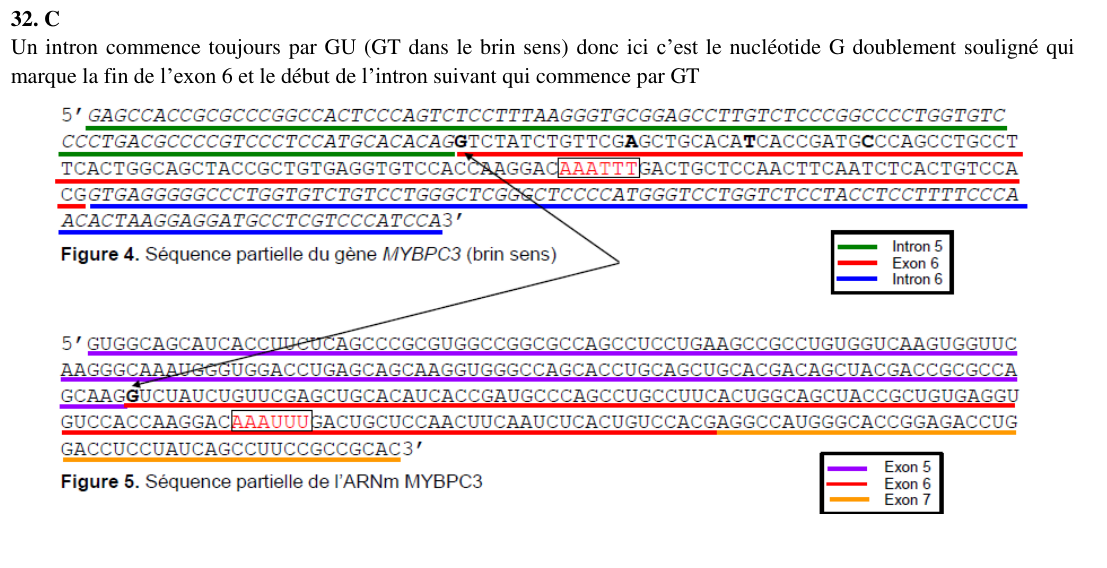 32. C
Un intron commence toujours par GU (GT dans le brin sens) donc ici c’est le nucléotide G doublement souligné qui
marque la fin de l’exon 6 et le début de l’intron suivant qui commence par GT
5’GAGCCACCGCGCCCGGCCACTCCCAGTCTCCTTTAAGGGTGCGGAGCCTTGTCTCCCGGCCCCTGGTGTC
CCCTGACGCCCCGTCCCTCCATGCACACAGGTCTATCTGTTCGAGCTGCACATCACCGATGCCCAGCCTGCCT
TCACTGGCAGCTACCGCTGTGAGGTGTCCACCAAGGACAAATTTGACTGCTCCAACTTCAATCTCACTGTCCA
CGGTGAGGGGGCCCTGGTGTCTGTCCTGGGCTCGGGCTCCCCATGGGTCCTGGTCTCCTACCTCCTTTTCCCA
ACACTAAGGAGGATGCCTCGTCCCATCCA3’
Figure 4. Séquence partielle du gène MYBPC3 (brin sens)
Intron 5
Exon 6
Intron 6
5’GUGGCAGCAUCACCUUCUCAGCCCGCGUGGCCGGCGCCAGCCUCCUGAAGCCGCCUGUGGUCAAGUGGUUC
AAGGGCAAAUGGGUGGACCUGAGCAGCAAGGUGGGCCAGCACCUGCAGCUGCACGACAGCUACGACCGCGCCA
GCAAGGUCUAUCUGUUCGAGCUGCACAUCACCGAUGCCCAGCCUGCCUUCACUGGCAGCUACCGCUGUGAGGU
GUCCACCAAGGACAAAUUUGACUGCUCCAACUUCAAUCUCACUGUCCACGAGGCCAUGGGCACCGGAGACCUG
GACCUCCUAUCAGCCUUCCGCCGCAC3’
Figure 5. Séquence partielle de l’ARNm MYBPC3
Exon 5
Exon 6
Exon 7